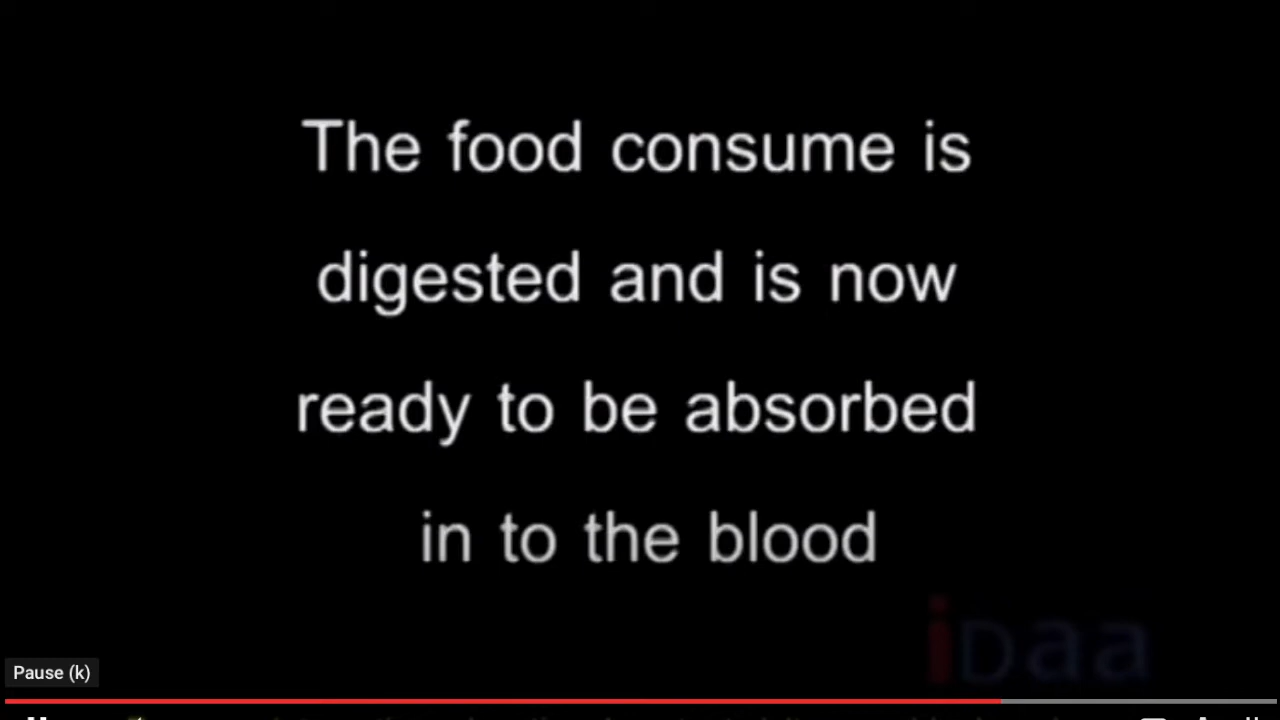 The food consume is
digested and is now
ready to be absorbed
in to the blood
iDaa
Pause (k)